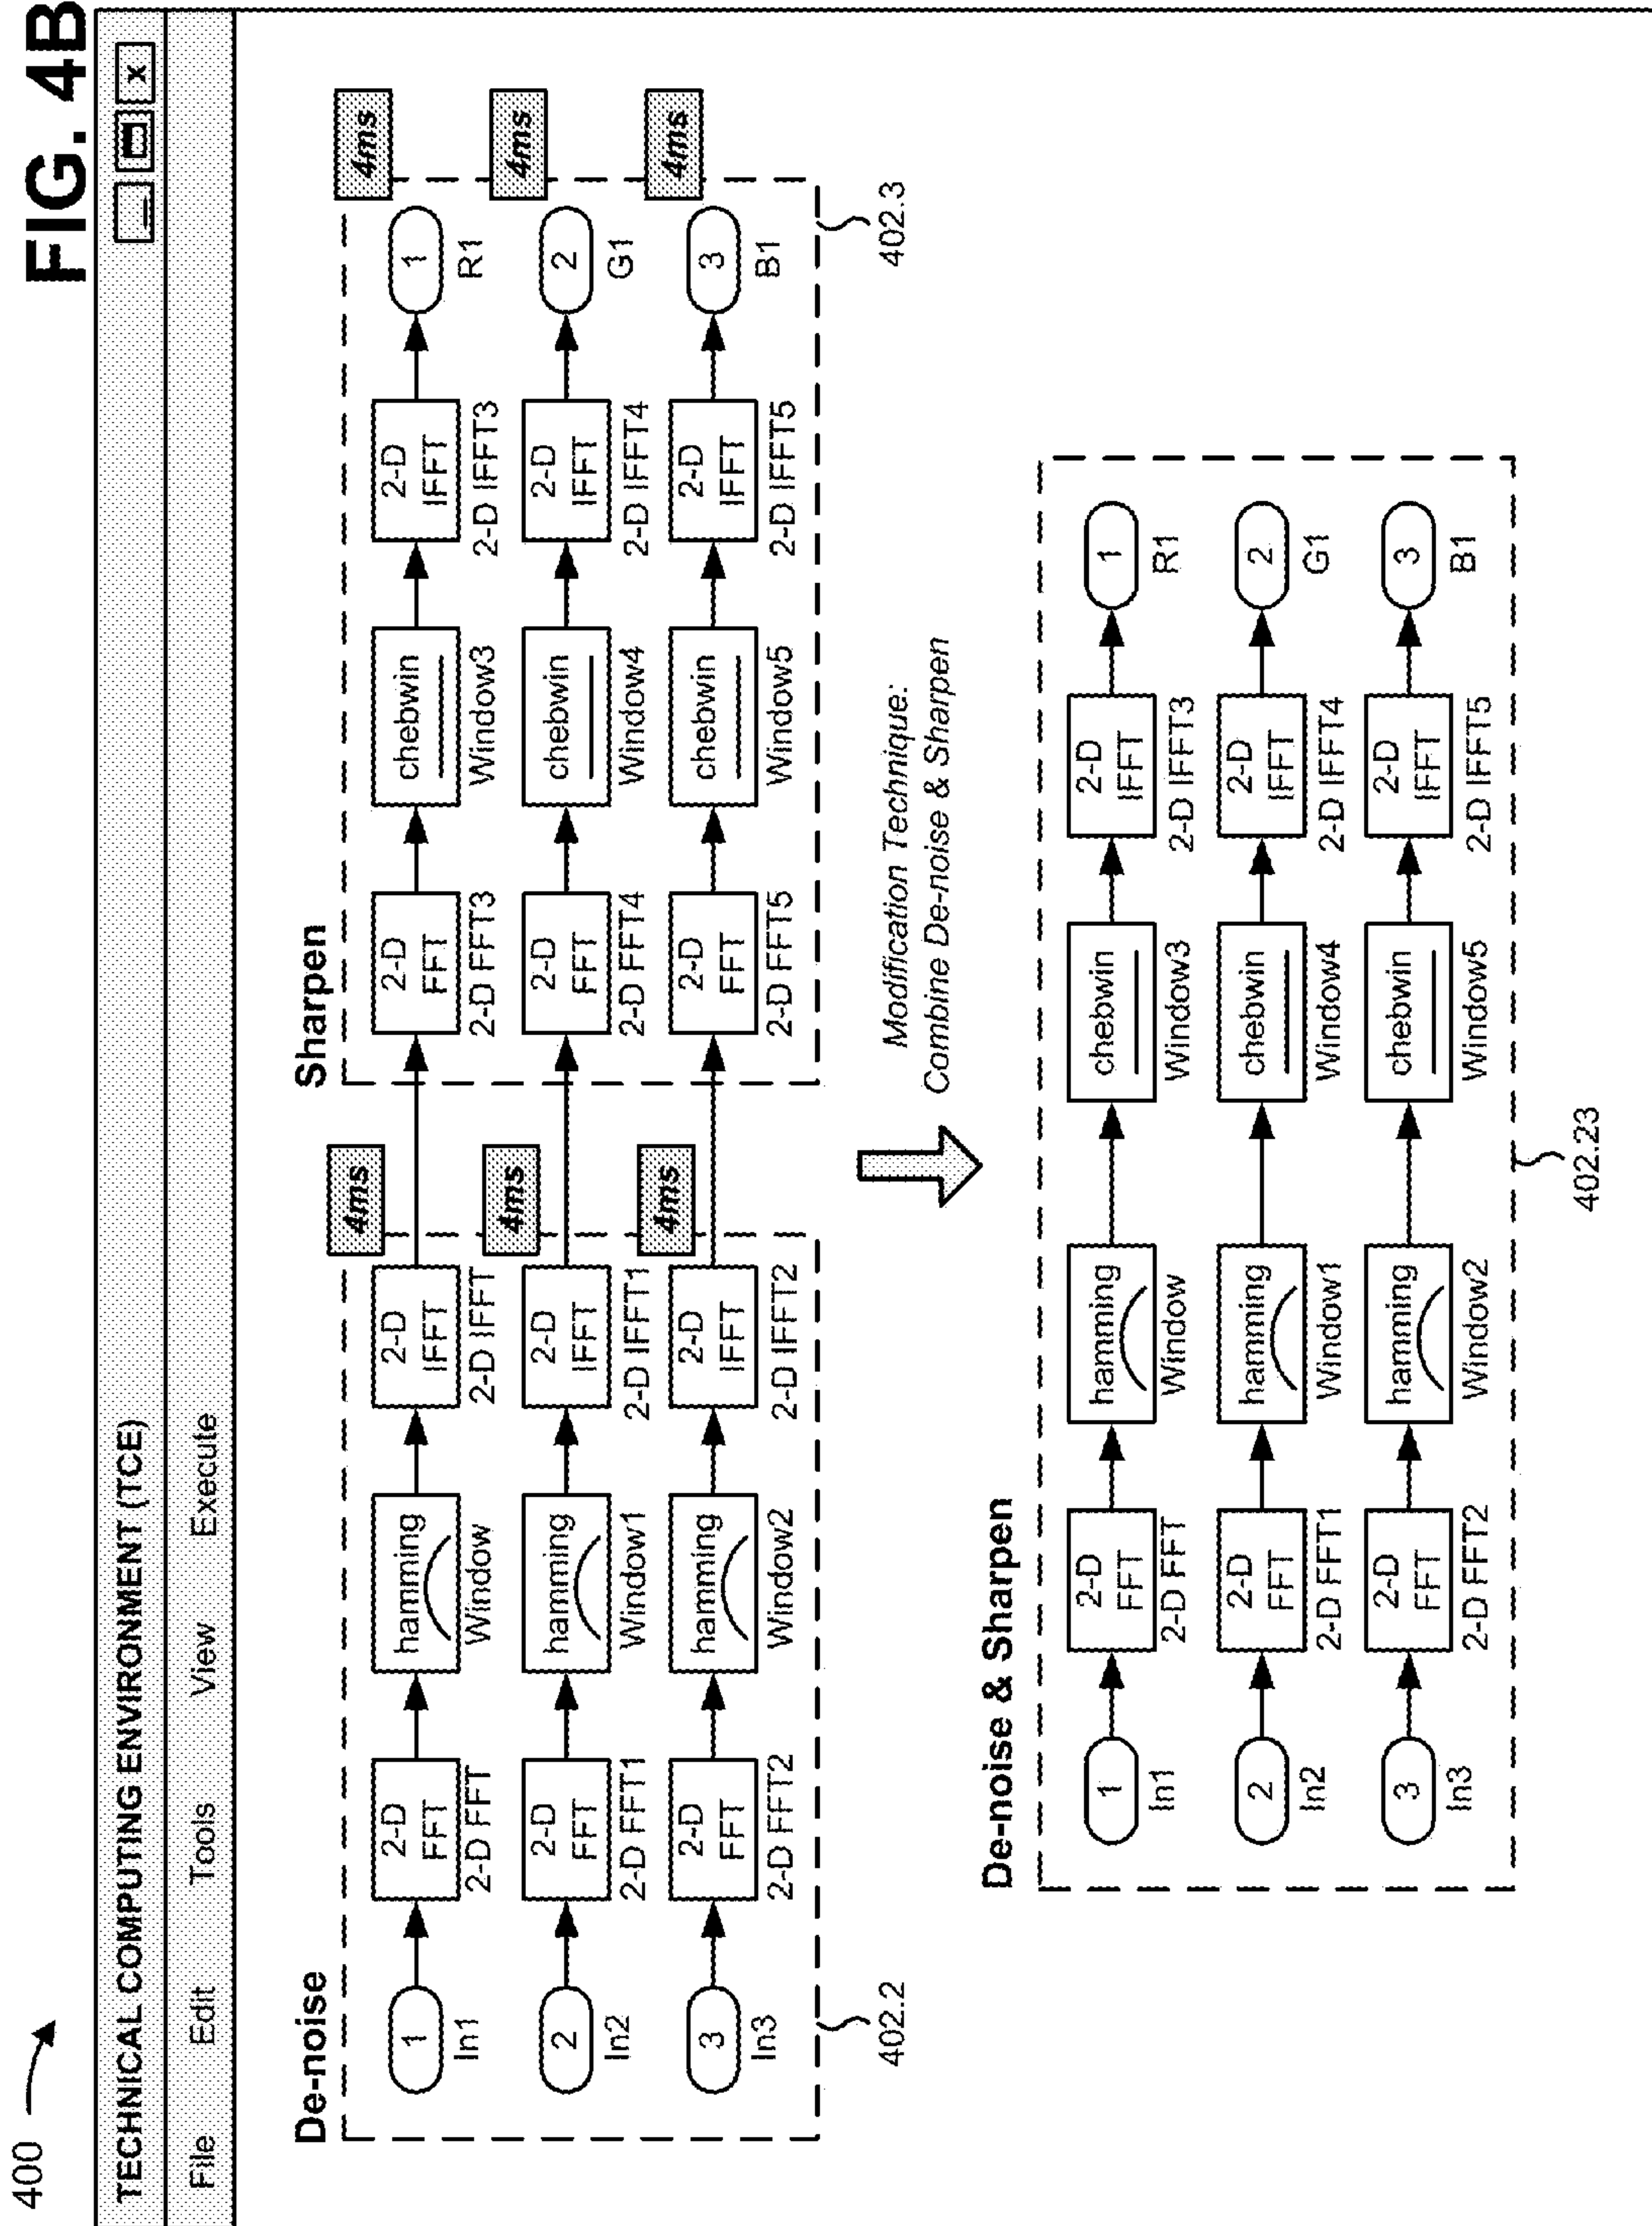 FIG. 4B
400
TECHNICAL COMPUTING ENVIRONMENT (TCE)
_ x
File Edit Tools View Execute
De-noise
Sharpen
4ms
4ms
1
2-D
FFT
hamming
2-D
IFFT
2-D
FFT
chebwin
2-D
IFFT
1
In1
2-D FFT
Window
2-D IFFT
2-D FFT3
Window3
2-D IFFT3
R1
4ms
4ms
2
2-D
FFT
hamming
2-D
IFFT
2-D
FFT
chebwin
2-D
IFFT
2
In2
2-D FFT1
Window1
2-D IFFT1
2-D FFT4
Window4
2-D IFFT4
G1
4ms
4ms
3
2-D
FFT
hamming
2-D
IFFT
2-D
FFT
chebwin
2-D
IFFT
3
In3
2-D FFT2
Window2
2-D IFFT2
2-D FFT5
Window5
2-D IFFT5
B1
402.2
402.3
Modification Technique:
Combine De-noise & Sharpen
De-noise & Sharpen
1
2-D
FFT
hamming
chebwin
2-D
IFFT
1
In1
2-D FFT
Window
Window3
2-D IFFT3
R1
2
2-D
FFT
hamming
chebwin
2-D
IFFT
2
In2
2-D FFT1
Window1
Window4
2-D IFFT4
G1
3
2-D
FFT
hamming
chebwin
2-D
IFFT
3
In3
2-D FFT2
Window2
Window5
2-D IFFT5
B1
402.23